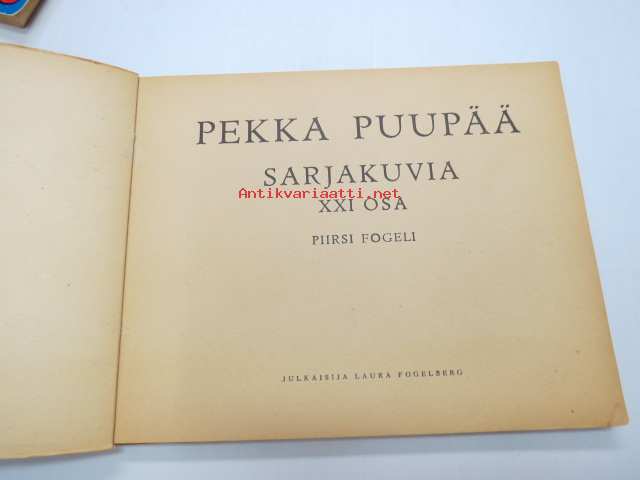 PEKKA PUUPÄÄ
SARJAKUVIA
Antikvariaatti.net
XXI OSA
PIIRSI FOGELI
JULKAISIJA LAURA FOGELBERG